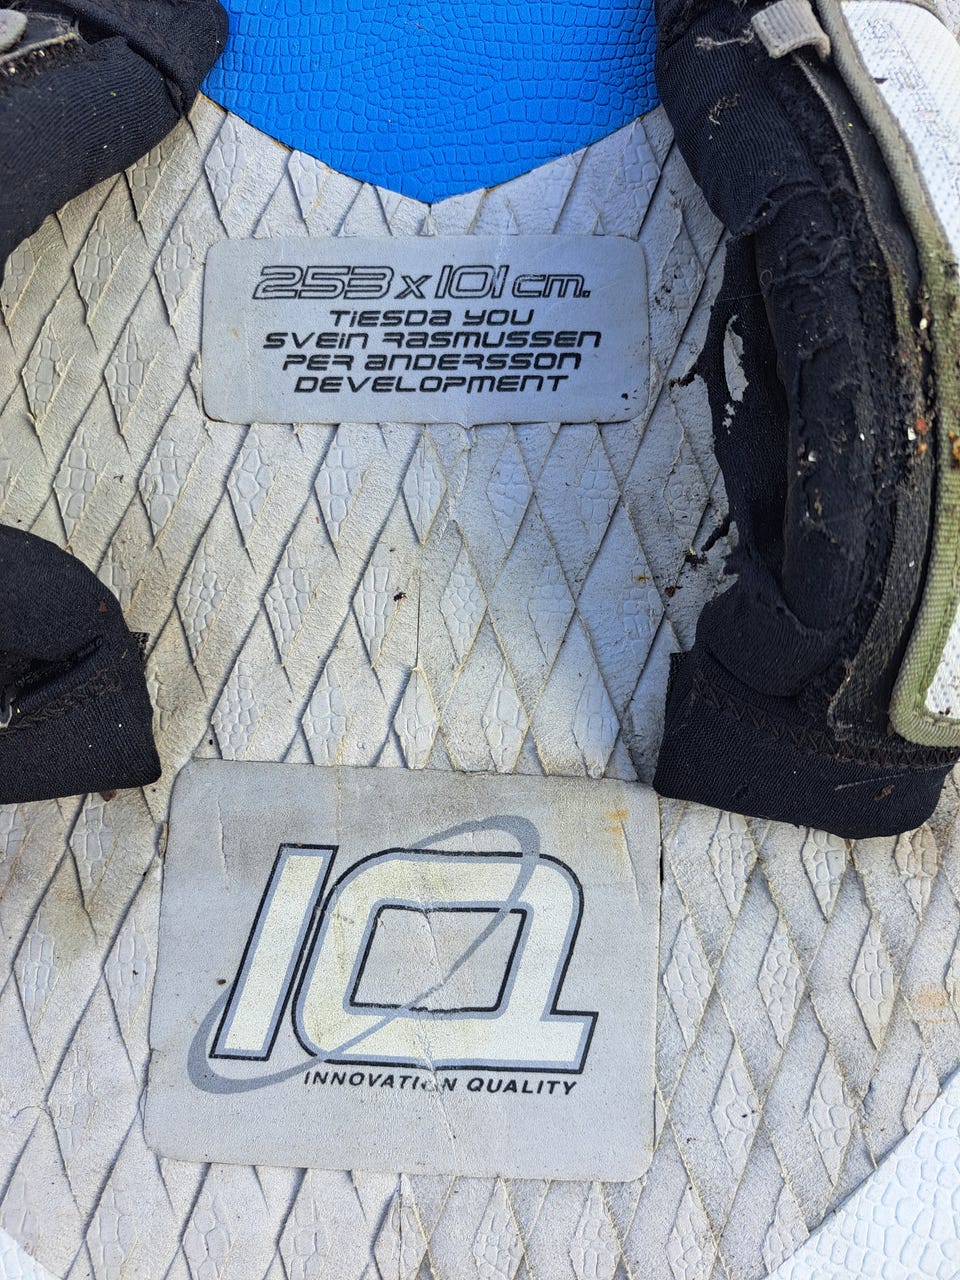 253 x 101 cm.
TIESDA YOU
SVEIN RASMUSSEN
PER ANDERSSON
DEVELOPMENT
IQ
INNOVATION QUALITY